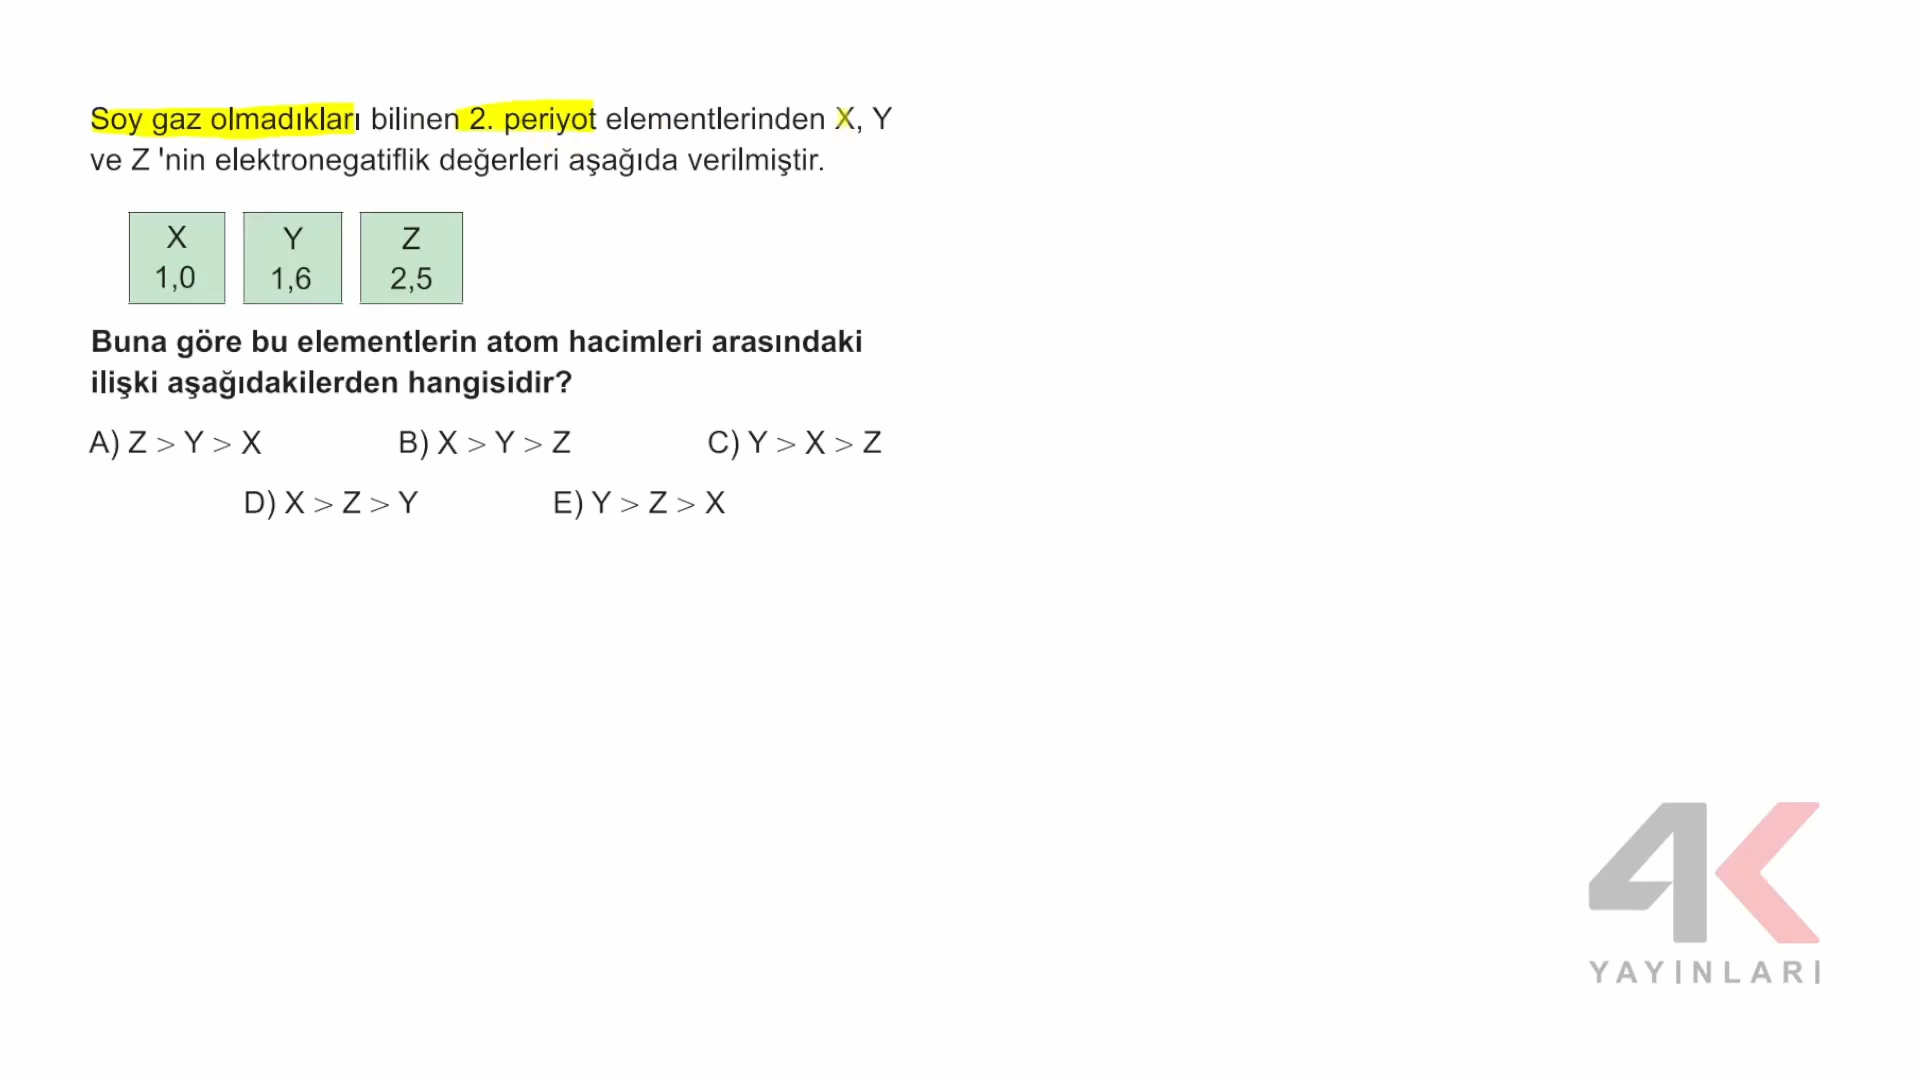 Soy gaz olmadıkları bilinen 2. periyot elementlerinden X, Y
ve Z 'nin elektronegatiflik değerleri aşağıda verilmiştir.
X Y Z
1,0 1,6 2,5
Buna göre bu elementlerin atom hacimleri arasındaki
ilişki aşağıdakilerden hangisidir?
A) Z > Y > X B) X > Y > Z C) Y > X > Z
D) X > Z > Y E) Y > Z > X
4K
YAYINLARI